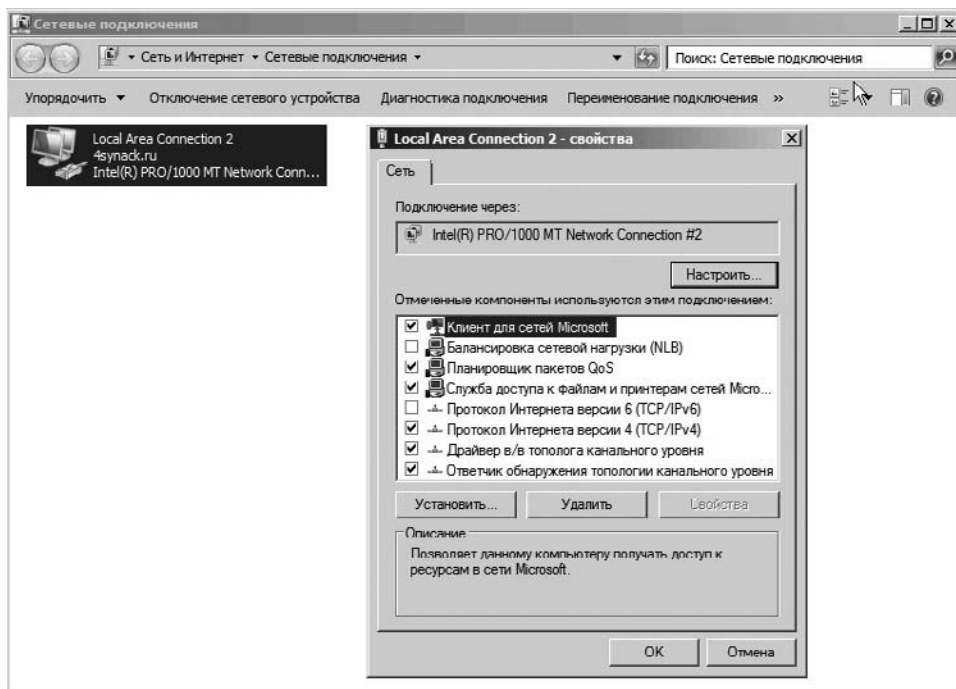 Сетевые подключения
Сеть и Интернет Сетевые подключения
Поиск: Сетевые подключения
Упорядочить Отключение сетевого устройства Диагностика подключения Переименование подключения »
Local Area Connection 2
4synack.ru
Intel(R) PRO/1000 MT Network Conn...
Local Area Connection 2 - свойства
Сеть
Подключение через:
Intel(R) PRO/1000 MT Network Connection #2
Настроить...
Отмеченные компоненты используются этим подключением:
Клиент для сетей Microsoft
Балансировка сетевой нагрузки (NLB)
Планировщик пакетов QoS
Служба доступа к файлам и принтерам сетей Micro...
Протокол Интернета версии 6 (TCP/IPv6)
Протокол Интернета версии 4 (TCP/IPv4)
Драйвер в/в тополога канального уровня
Ответчик обнаружения топологии канального уровня
Установить... Удалить Свойства
Описание
Позволяет данному компьютеру получать доступ к
ресурсам в сети Microsoft.
OK Отмена